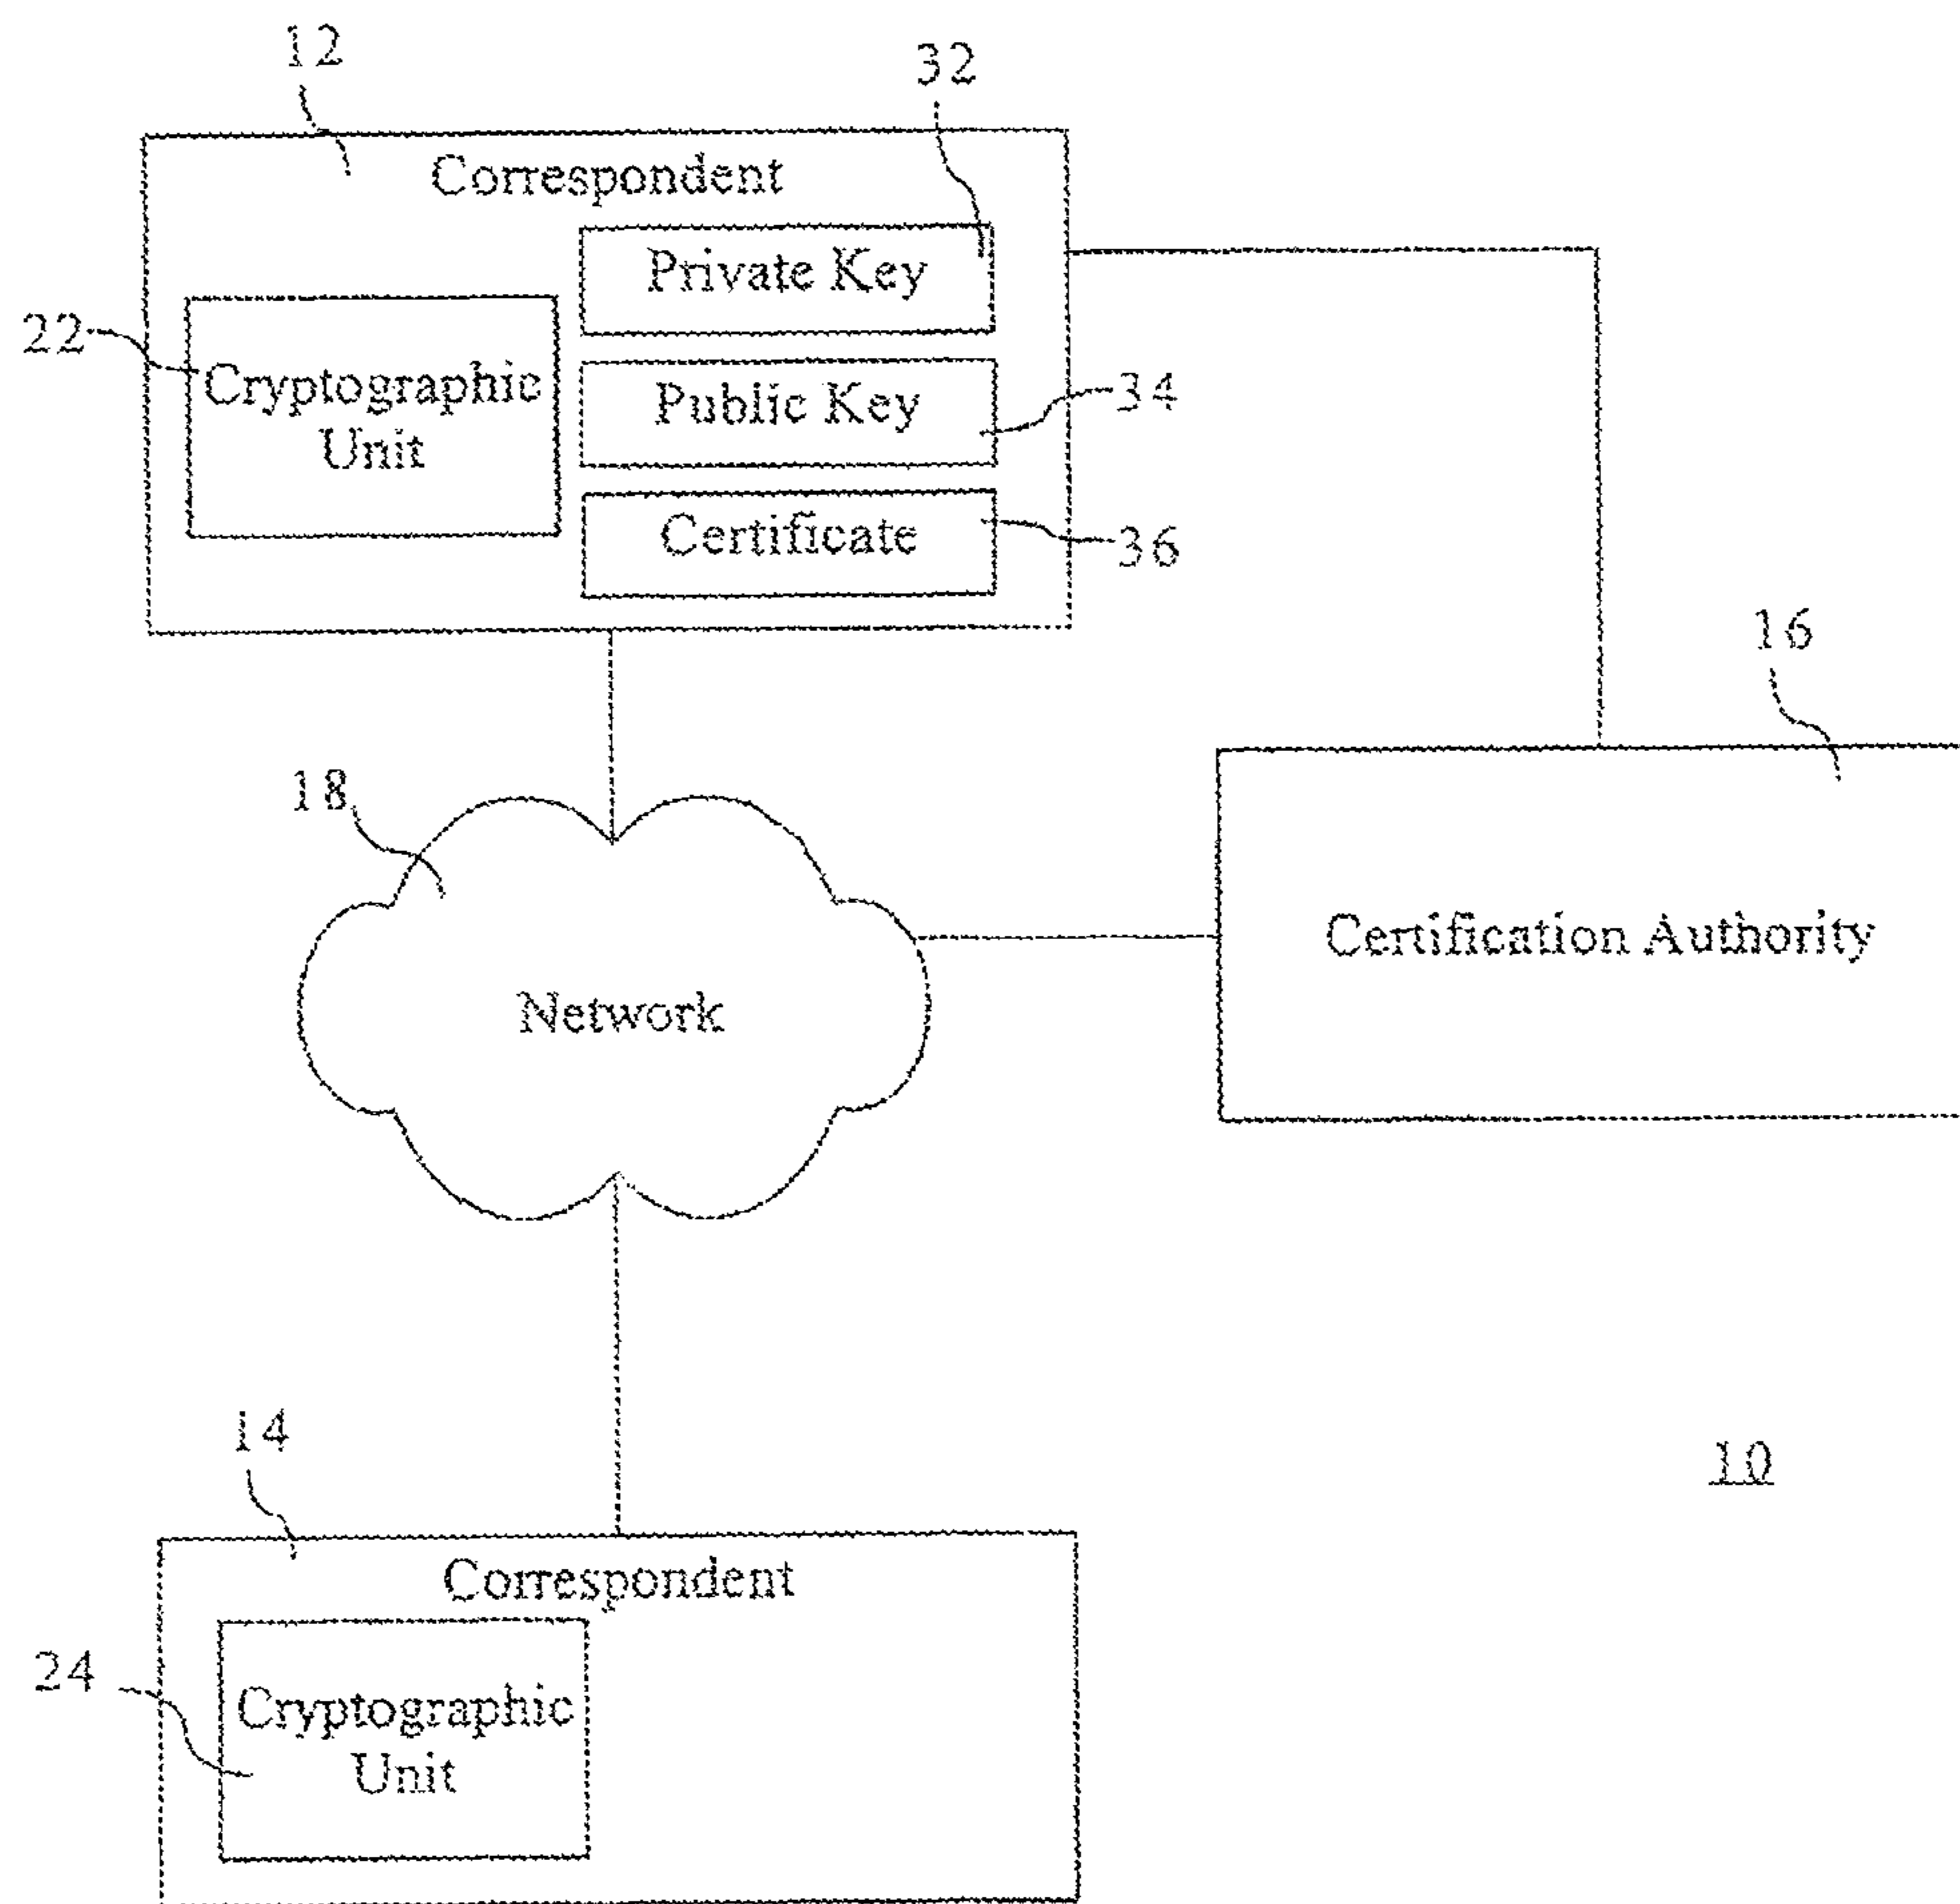 12
32
Correspondent
Private Key
22
Cryptographic
Unit
Public Key
34
Certificate
36
16
18
Certification Authority
Network
14
10
Correspondent
24
Cryptographic
Unit